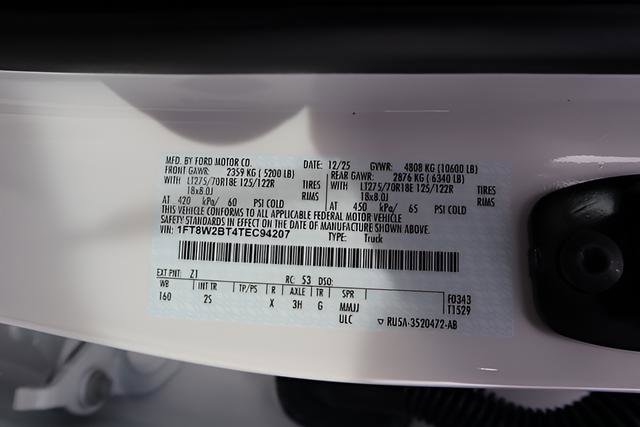 MFD. BY FORD MOTOR CO. DATE: 12/25 GVWR: 4808 KG (10600 LB)
FRONT GAWR: 2359 KG ( 5200 LB) REAR GAWR: 2876 KG ( 6340 LB)
WITH LT275/70R18E 125/122R TIRES WITH LT275/70R18E 125/122R TIRES
18x8.0J RIMS 18x8.0J RIMS
AT 420 kPa/ 60 PSI COLD AT 450 kPa/ 65 PSI COLD
THIS VEHICLE CONFORMS TO ALL APPLICABLE FEDERAL MOTOR VEHICLE
SAFETY STANDARDS IN EFFECT ON THE DATE OF MANUFACTURE SHOWN ABOVE.
VIN: 1FT8W2BT4TEC94207 TYPE: Truck
EXT PNT: Z1 RC: 53 DSO:
WB INT TR TP/PS R AXLE TR SPR F0343
160 2S X 3H G MMJJ T1529
ULC ▽ RU5A-3520472-AB